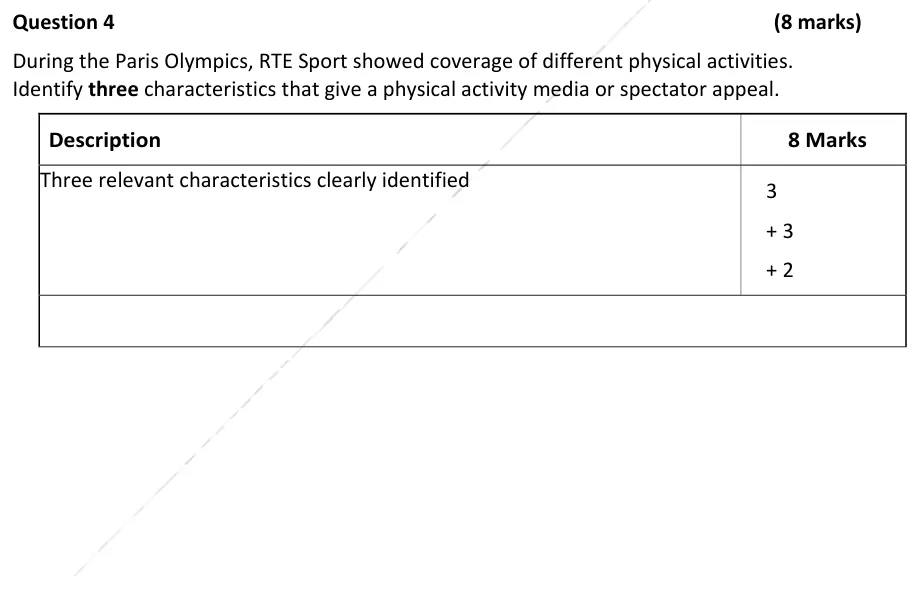 Question 4 (8 marks)
During the Paris Olympics, RTE Sport showed coverage of different physical activities.
Identify three characteristics that give a physical activity media or spectator appeal.
Description 8 Marks
Three relevant characteristics clearly identified 3
+ 3
+ 2